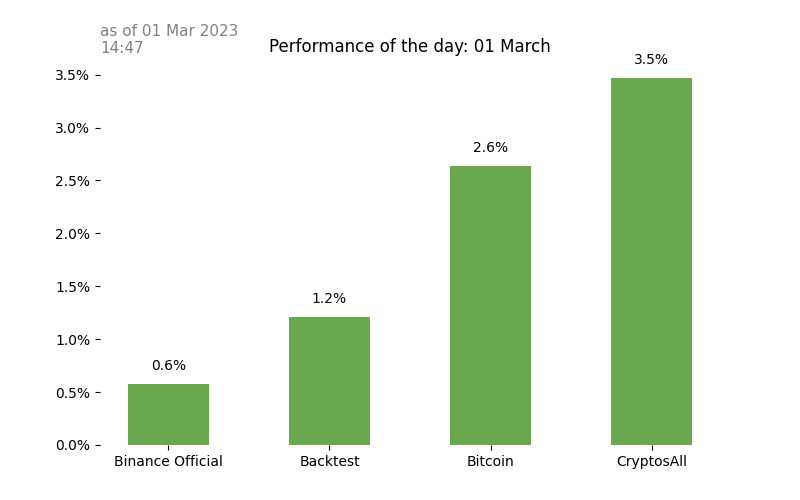 as of 01 Mar 2023
14:47
Performance of the day: 01 March
3.5%
3.0%
2.5%
2.0%
1.5%
1.0%
0.5%
0.0%
0.6%
1.2%
2.6%
3.5%
Binance Official
Backtest
Bitcoin
CryptosAll